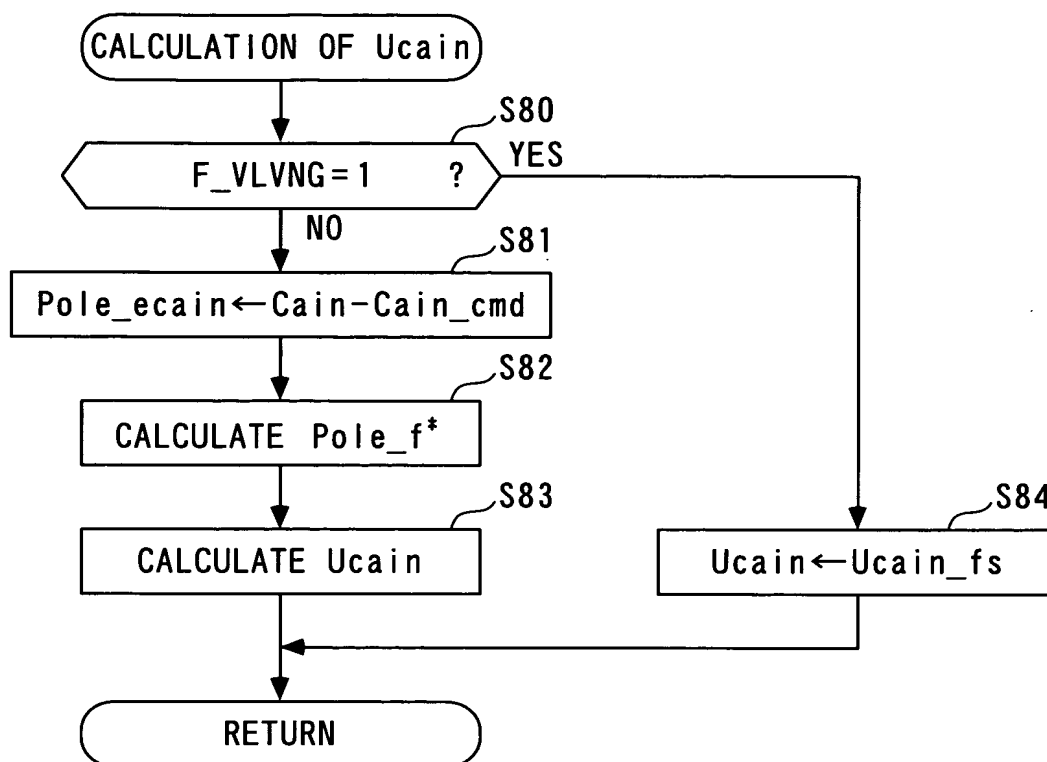 CALCULATION OF Ucain
S80
F_VLVNG=1 ?
YES
NO
S81
Pole_ecain←Cain-Cain_cmd
S82
CALCULATE Pole_f*
S83
CALCULATE Ucain
S84
Ucain←Ucain_fs
RETURN